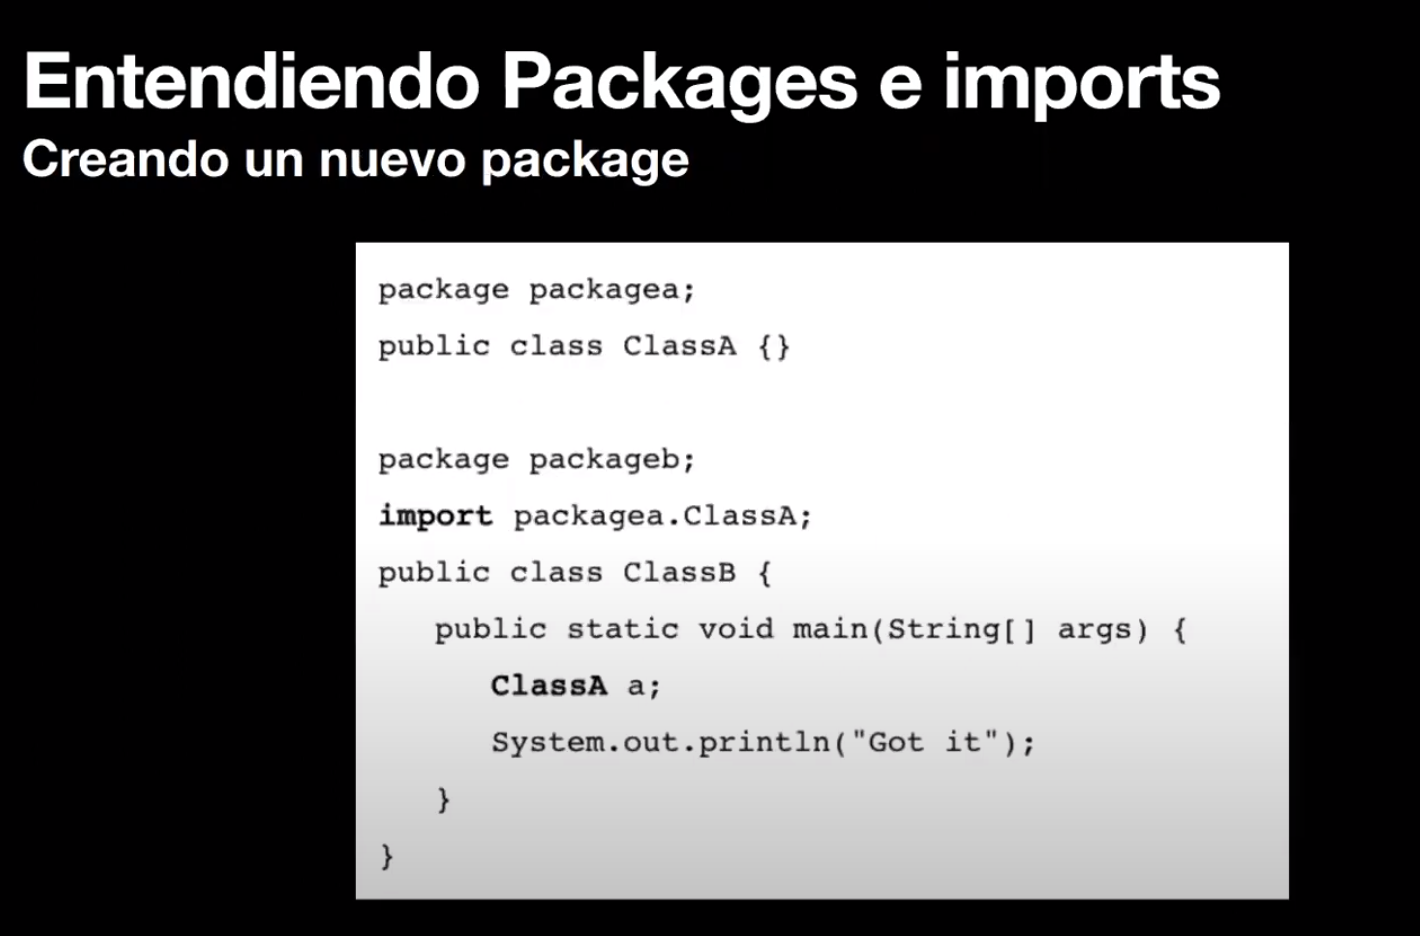 Entendiendo Packages e imports
Creando un nuevo package
package packagea;
public class ClassA {}
package packageb;
import packagea.ClassA;
public class ClassB {
public static void main(String[] args) {
ClassA a;
System.out.println("Got it");
}
}